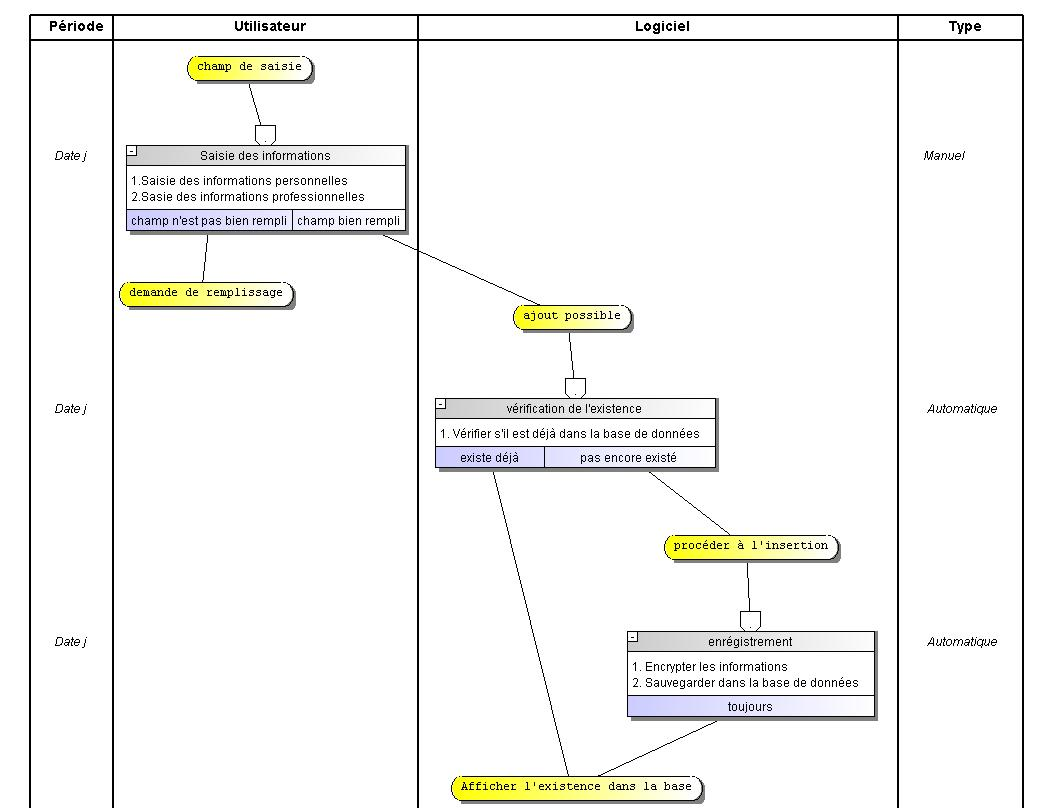 Période Utilisateur Logiciel Type
champ de saisie
Date j
Saisie des informations
Manuel
1.Saisie des informations personnelles
2.Sasie des informations professionnelles
champ n'est pas bien rempli champ bien rempli
demande de remplissage
ajout possible
Date j
vérification de l'existence
Automatique
1. Vérifier s'il est déjà dans la base de données
existe déjà pas encore existé
procéder à l'insertion
Date j
enrégistrement
Automatique
1. Encrypter les informations
2. Sauvegarder dans la base de données
toujours
Afficher l'existence dans la base